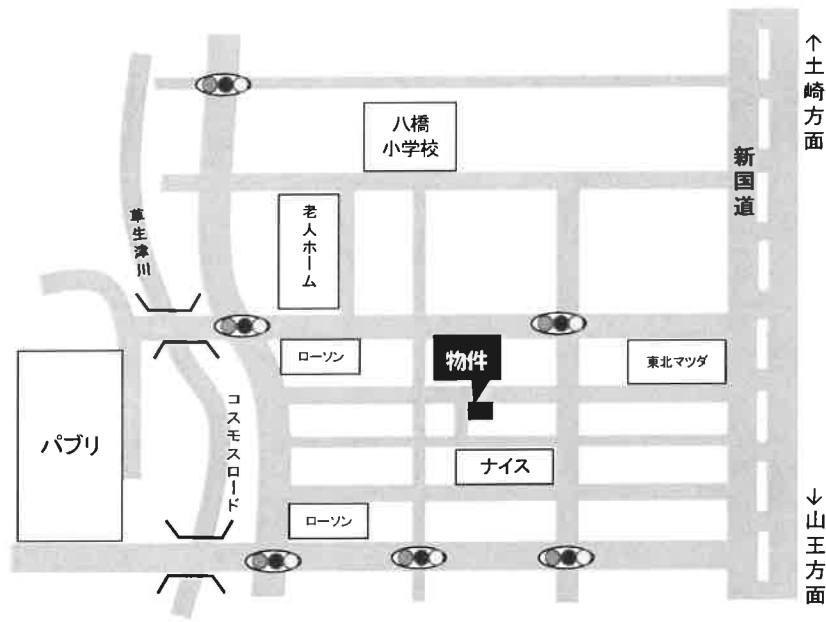 ↑土崎方面
八橋
小学校
新国道
老人ホーム
草生津川
ローソン
物件
東北マツダ
パブリ
コスモスロード
ナイス
ローソン
↓山王方面